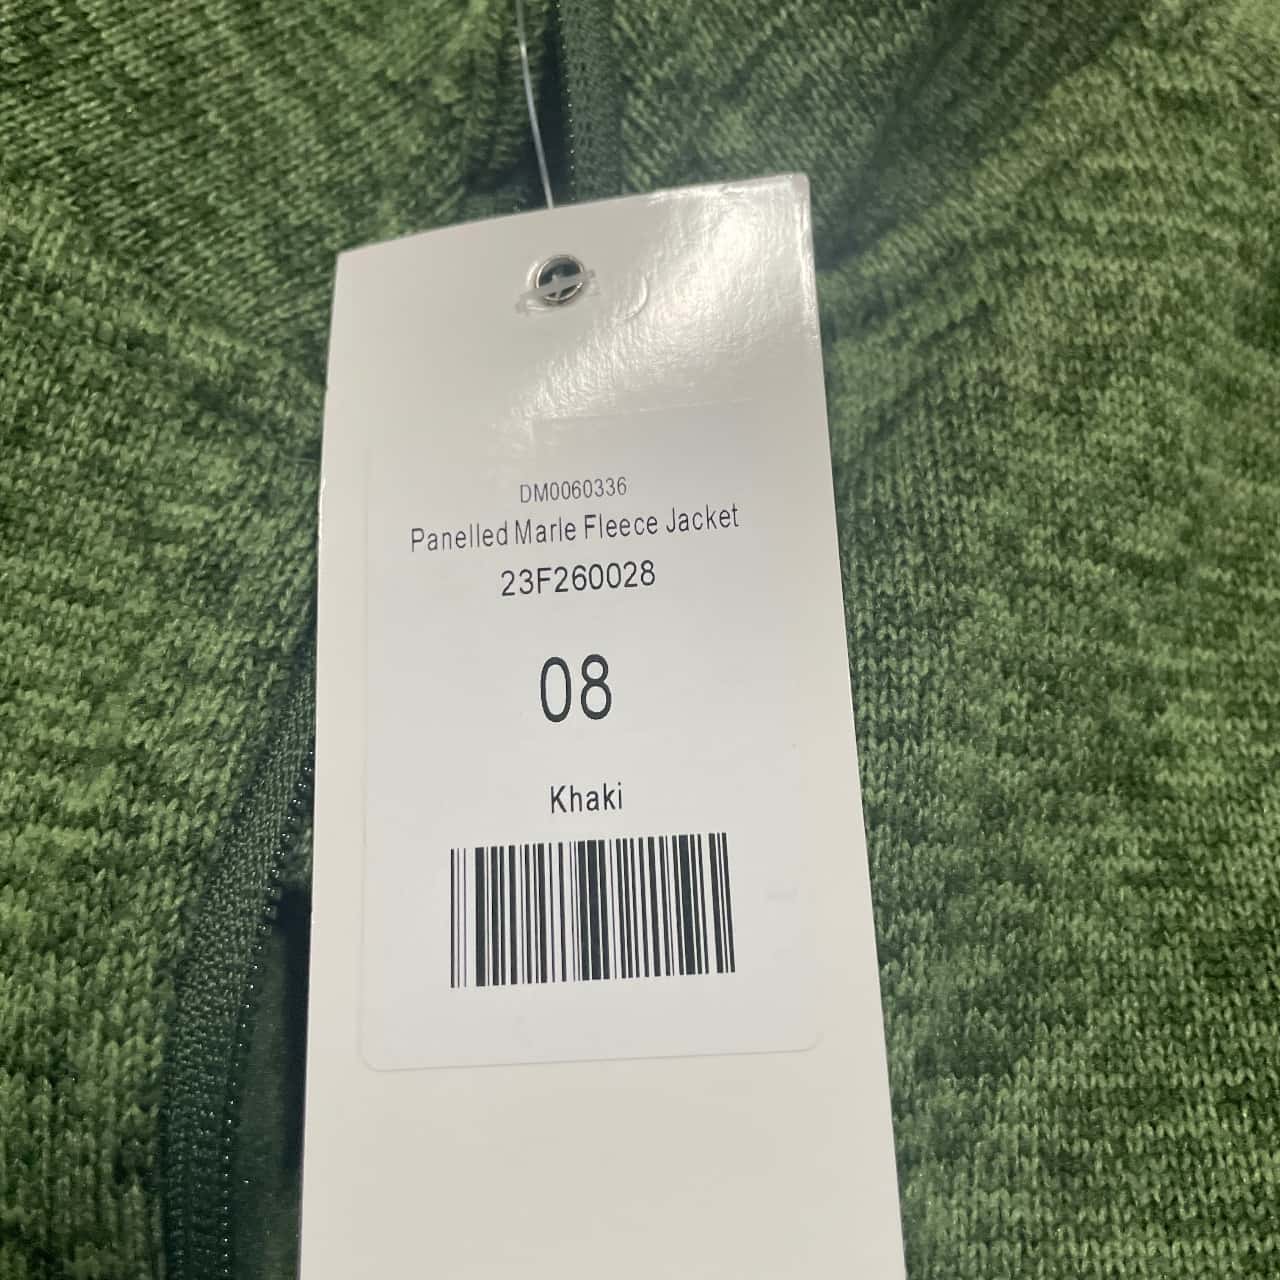 DM0060336
Panelled Marle Fleece Jacket
23F260028
08
Khaki